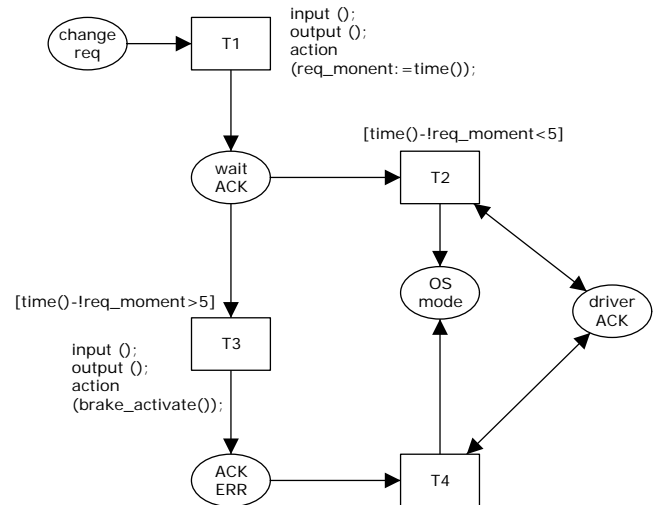 change
req
T1
input ();
output ();
action
(req_monent:=time());
[time()-!req_moment<5]
wait
ACK
T2
OS
mode
driver
ACK
[time()-!req_moment>5]
T3
input ();
output ();
action
(brake_activate());
ACK
ERR
T4